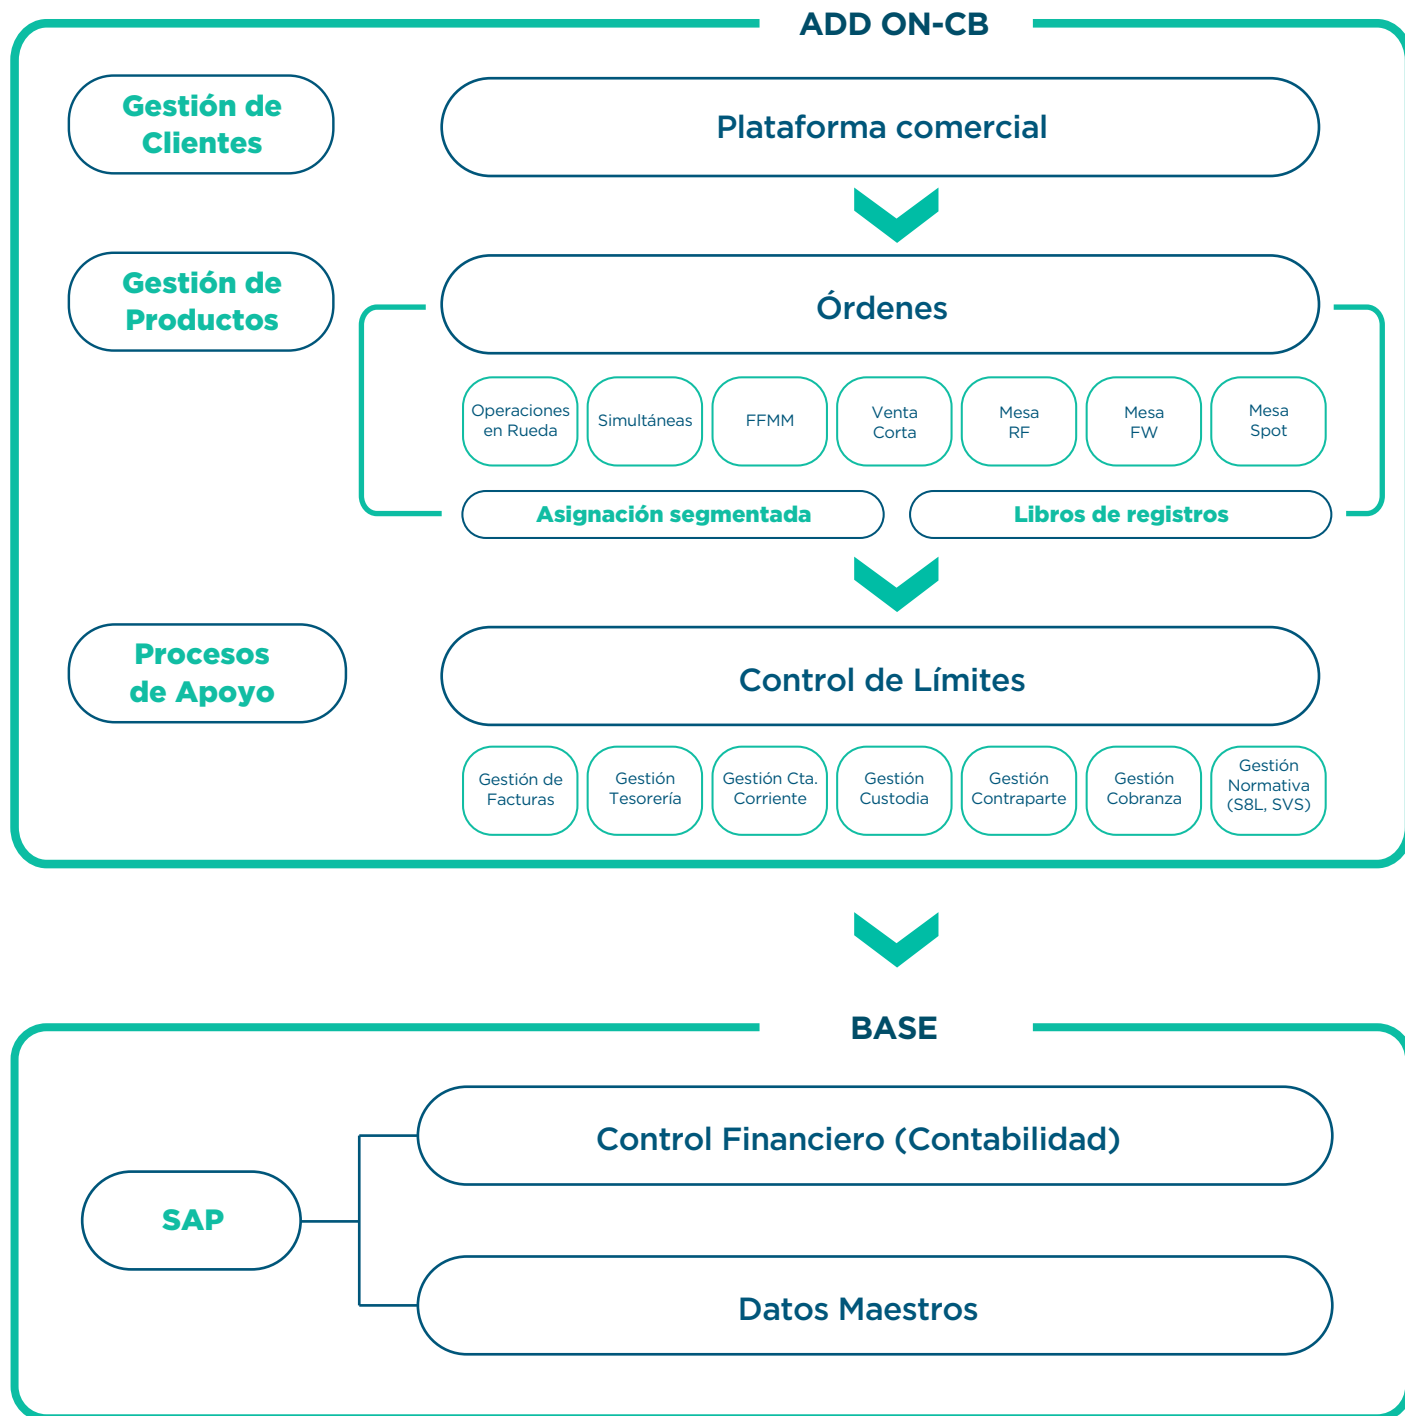 ADD ON-CB
Gestión de
Clientes
Plataforma comercial
Gestión de
Productos
Órdenes
Operaciones
en Rueda
Simultáneas
FFMM
Venta
Corta
Mesa
RF
Mesa
FW
Mesa
Spot
Asignación segmentada
Libros de registros
Procesos
de Apoyo
Control de Límites
Gestión de
Facturas
Gestión
Tesorería
Gestión Cta.
Corriente
Gestión
Custodia
Gestión
Contraparte
Gestión
Cobranza
Gestión
Normativa
(S8L, SVS)
BASE
SAP
Control Financiero (Contabilidad)
Datos Maestros